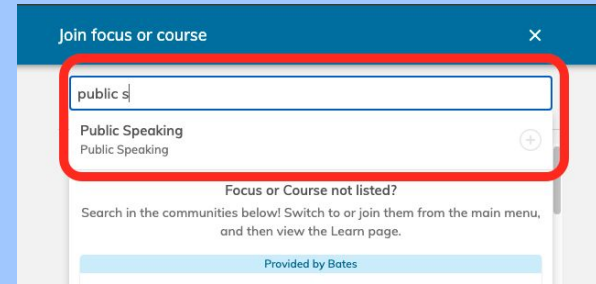 Join focus or course
public s
Public Speaking
Public Speaking
Focus or Course not listed?
Search in the communities below! Switch to or join them from the main menu,
and then view the Learn page.
Provided by Bates